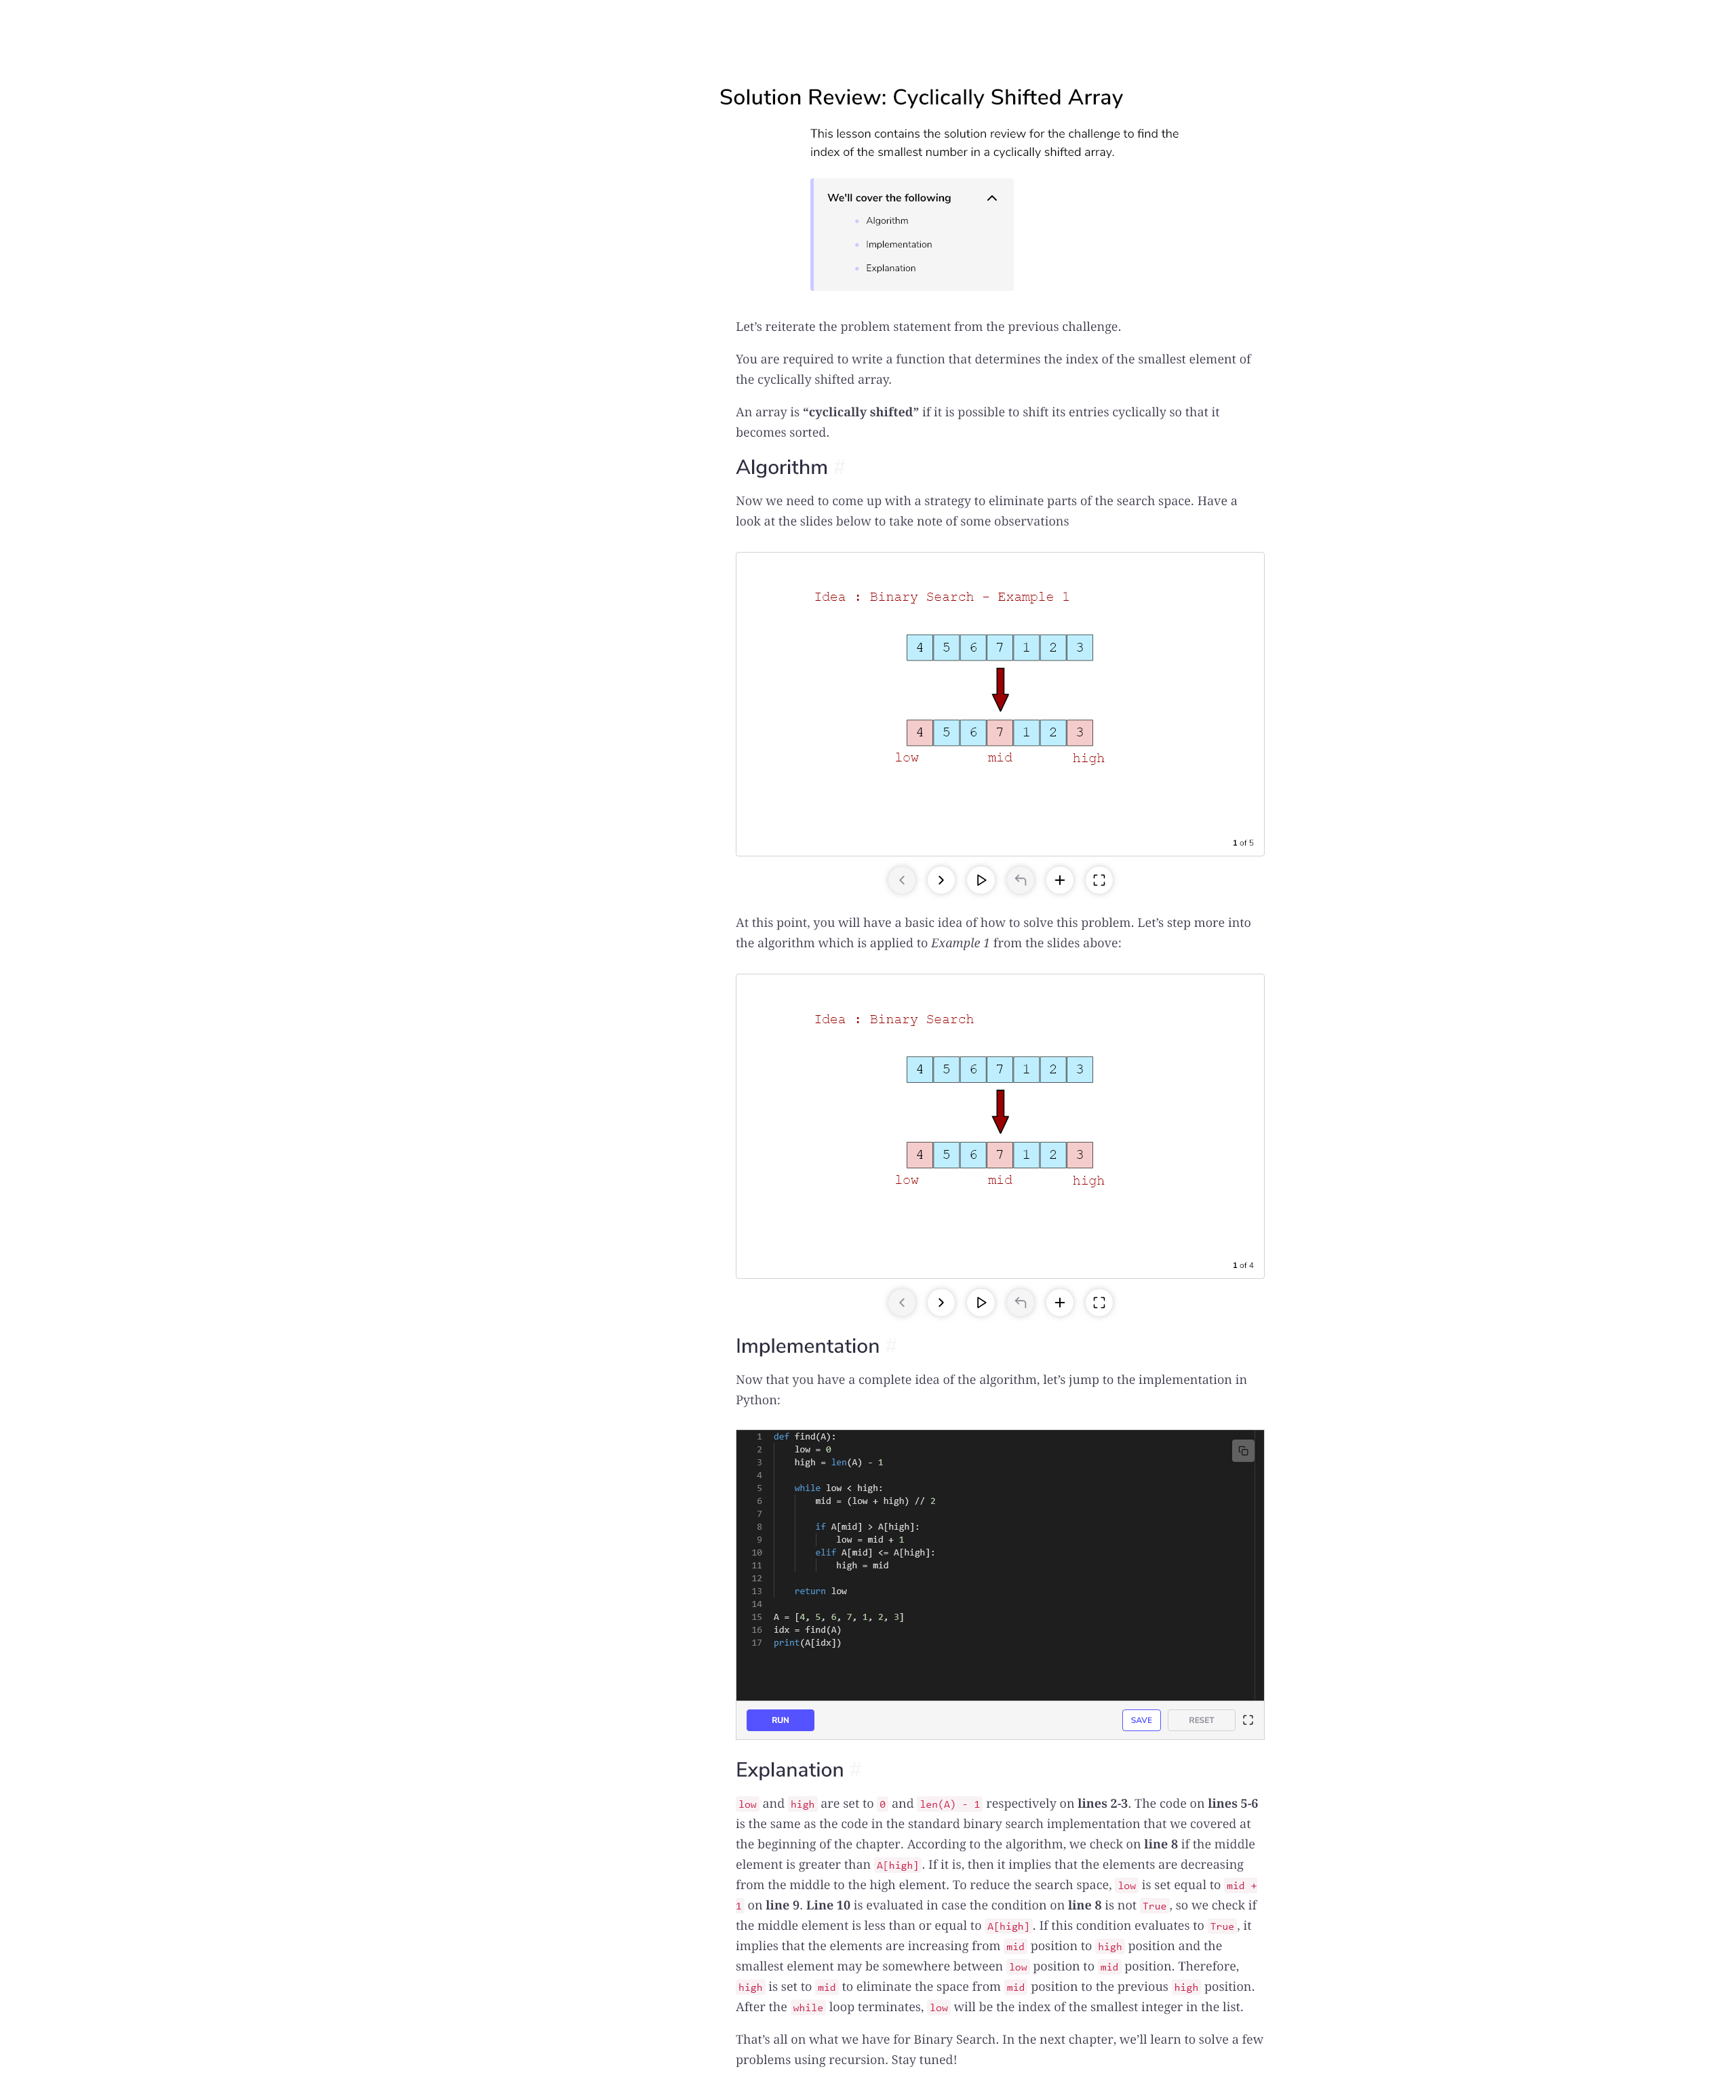 Solution Review: Cyclically Shifted Array
This lesson contains the solution review for the challenge to find the
index of the smallest number in a cyclically shifted array.
We'll cover the following
Algorithm
Implementation
Explanation
Let’s reiterate the problem statement from the previous challenge.
You are required to write a function that determines the index of the smallest element of
the cyclically shifted array.
An array is “cyclically shifted” if it is possible to shift its entries cyclically so that it
becomes sorted.
Algorithm #
Now we need to come up with a strategy to eliminate parts of the search space. Have a
look at the slides below to take note of some observations
Idea : Binary Search - Example 1
4 5 6 7 1 2 3
4 5 6 7 1 2 3
low mid high
1 of 5
At this point, you will have a basic idea of how to solve this problem. Let’s step more into
the algorithm which is applied to Example 1 from the slides above:
Idea : Binary Search
4 5 6 7 1 2 3
4 5 6 7 1 2 3
low mid high
1 of 4
Implementation #
Now that you have a complete idea of the algorithm, let’s jump to the implementation in
Python:
1 def find(A):
2     low = 0
3     high = len(A) - 1
4
5     while low < high:
6         mid = (low + high) // 2
7
8         if A[mid] > A[high]:
9             low = mid + 1
10         elif A[mid] <= A[high]:
11             high = mid
12
13     return low
14
15 A = [4, 5, 6, 7, 1, 2, 3]
16 idx = find(A)
17 print(A[idx])
RUN SAVE RESET
Explanation #
low and high are set to 0 and len(A) - 1 respectively on lines 2-3. The code on lines 5-6
is the same as the code in the standard binary search implementation that we covered at
the beginning of the chapter. According to the algorithm, we check on line 8 if the middle
element is greater than A[high]. If it is, then it implies that the elements are decreasing
from the middle to the high element. To reduce the search space, low is set equal to mid +
1 on line 9. Line 10 is evaluated in case the condition on line 8 is not True, so we check if
the middle element is less than or equal to A[high]. If this condition evaluates to True, it
implies that the elements are increasing from mid position to high position and the
smallest element may be somewhere between low position to mid position. Therefore,
high is set to mid to eliminate the space from mid position to the previous high position.
After the while loop terminates, low will be the index of the smallest integer in the list.
That’s all on what we have for Binary Search. In the next chapter, we’ll learn to solve a few
problems using recursion. Stay tuned!